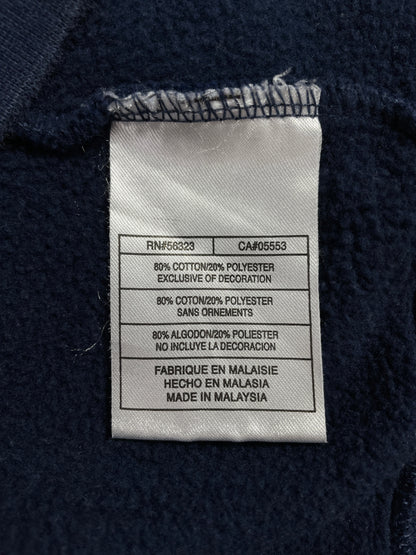 RN#56323 CA#05553
80% COTTON/20% POLYESTER
EXCLUSIVE OF DECORATION
80% COTON/20% POLYESTER
SANS ORNEMENTS
80% ALGODON/20% POLIESTER
NO INCLUYE LA DECORACION
FABRIQUE EN MALAISIE
HECHO EN MALASIA
MADE IN MALAYSIA